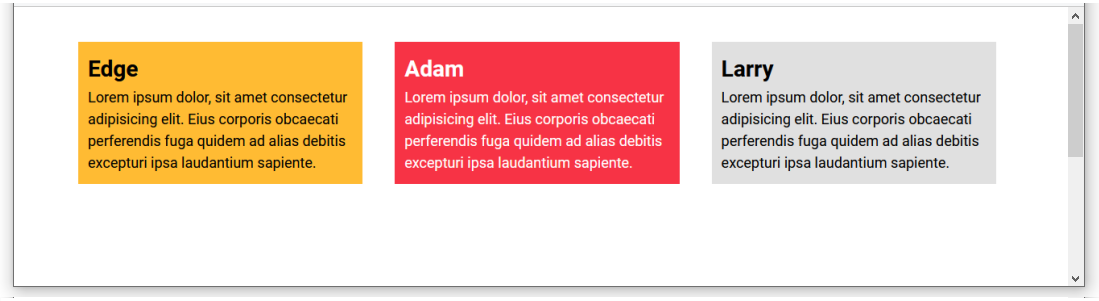 Edge
Lorem ipsum dolor, sit amet consectetur
adipisicing elit. Eius corporis obcaecati
perferendis fuga quidem ad alias debitis
excepturi ipsa laudantium sapiente.
Adam
Lorem ipsum dolor, sit amet consectetur
adipisicing elit. Eius corporis obcaecati
perferendis fuga quidem ad alias debitis
excepturi ipsa laudantium sapiente.
Larry
Lorem ipsum dolor, sit amet consectetur
adipisicing elit. Eius corporis obcaecati
perferendis fuga quidem ad alias debitis
excepturi ipsa laudantium sapiente.